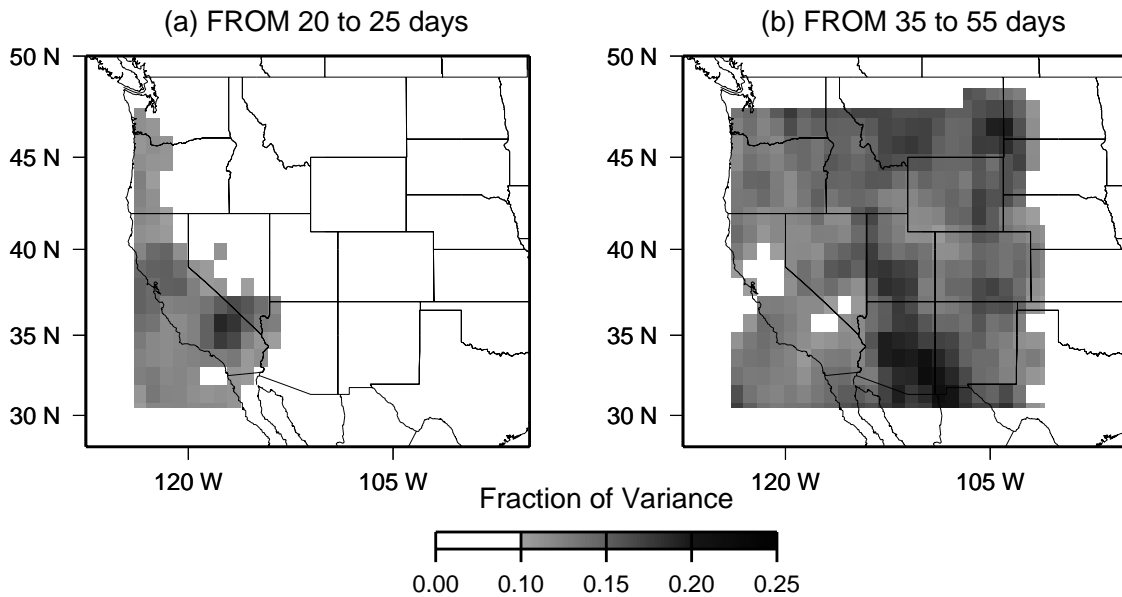 (a) FROM 20 to 25 days
(b) FROM 35 to 55 days
50 N
45 N
40 N
35 N
30 N
120 W
105 W
50 N
45 N
40 N
35 N
30 N
120 W
105 W
Fraction of Variance
0.00 0.10 0.15 0.20 0.25